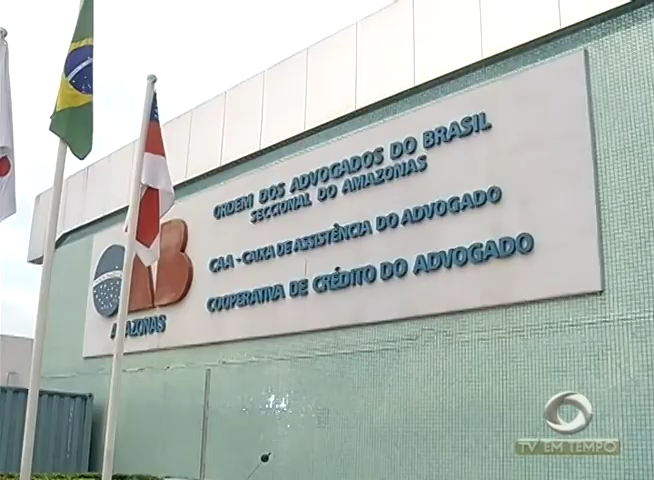 ORDEM DOS ADVOGADOS DO BRASIL
SECCIONAL DO AMAZONAS
CAA - CAIXA DE ASSISTÊNCIA DO ADVOGADO
COOPERATIVA DE CRÉDITO DO ADVOGADO
AMAZONAS
TV EM TEMPO